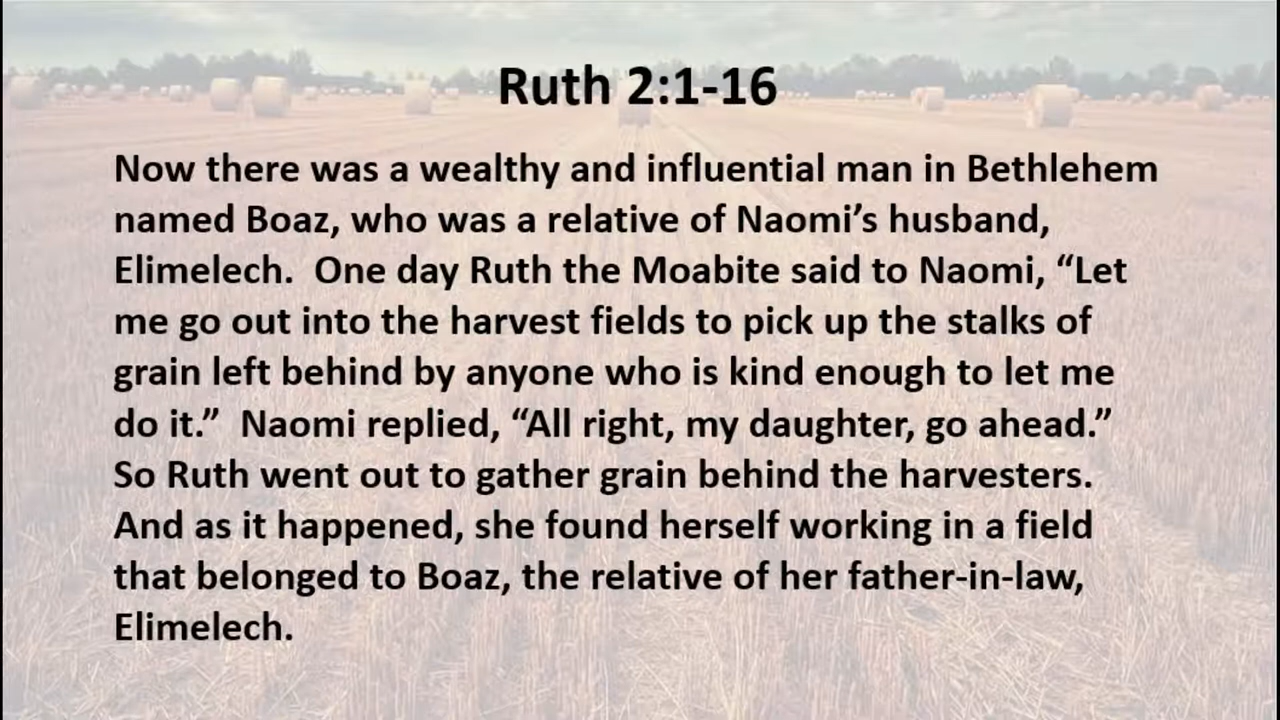 Ruth 2:1-16
Now there was a wealthy and influential man in Bethlehem
named Boaz, who was a relative of Naomi’s husband,
Elimelech.  One day Ruth the Moabite said to Naomi, “Let
me go out into the harvest fields to pick up the stalks of
grain left behind by anyone who is kind enough to let me
do it.”  Naomi replied, “All right, my daughter, go ahead.”
So Ruth went out to gather grain behind the harvesters.
And as it happened, she found herself working in a field
that belonged to Boaz, the relative of her father-in-law,
Elimelech.